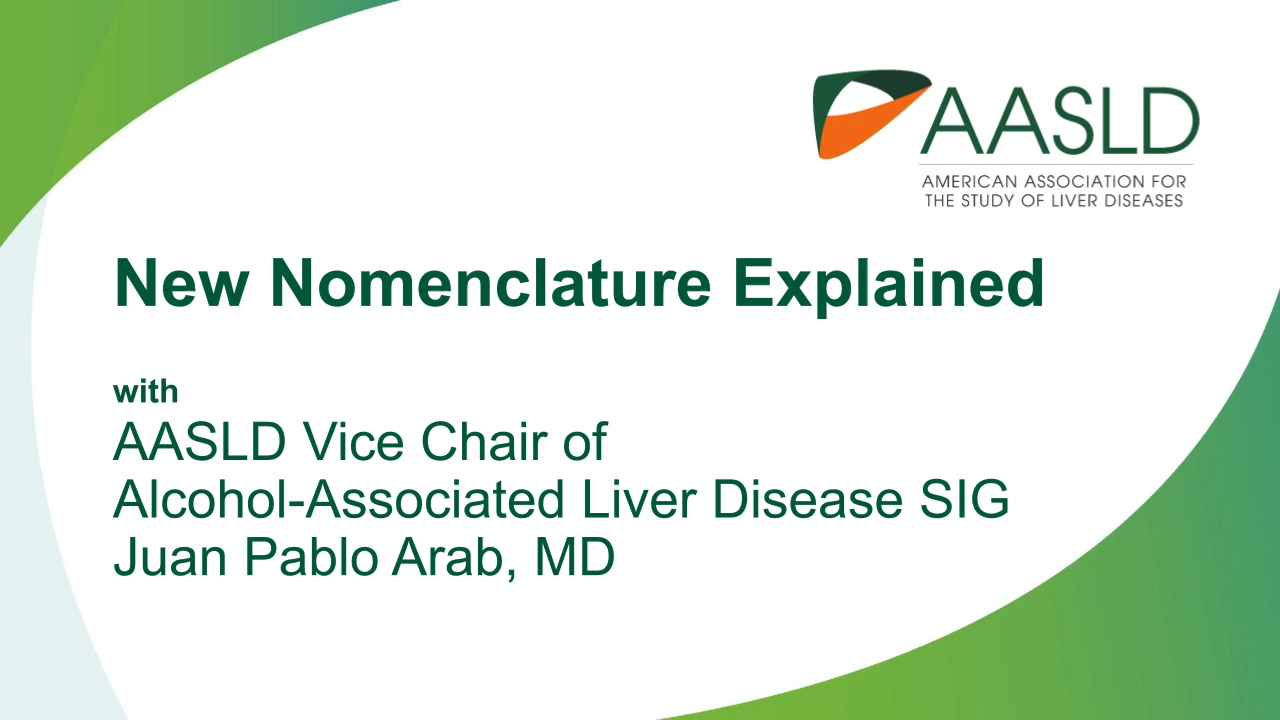 AASLD
AMERICAN ASSOCIATION FOR
THE STUDY OF LIVER DISEASES
New Nomenclature Explained
with
AASLD Vice Chair of
Alcohol-Associated Liver Disease SIG
Juan Pablo Arab, MD